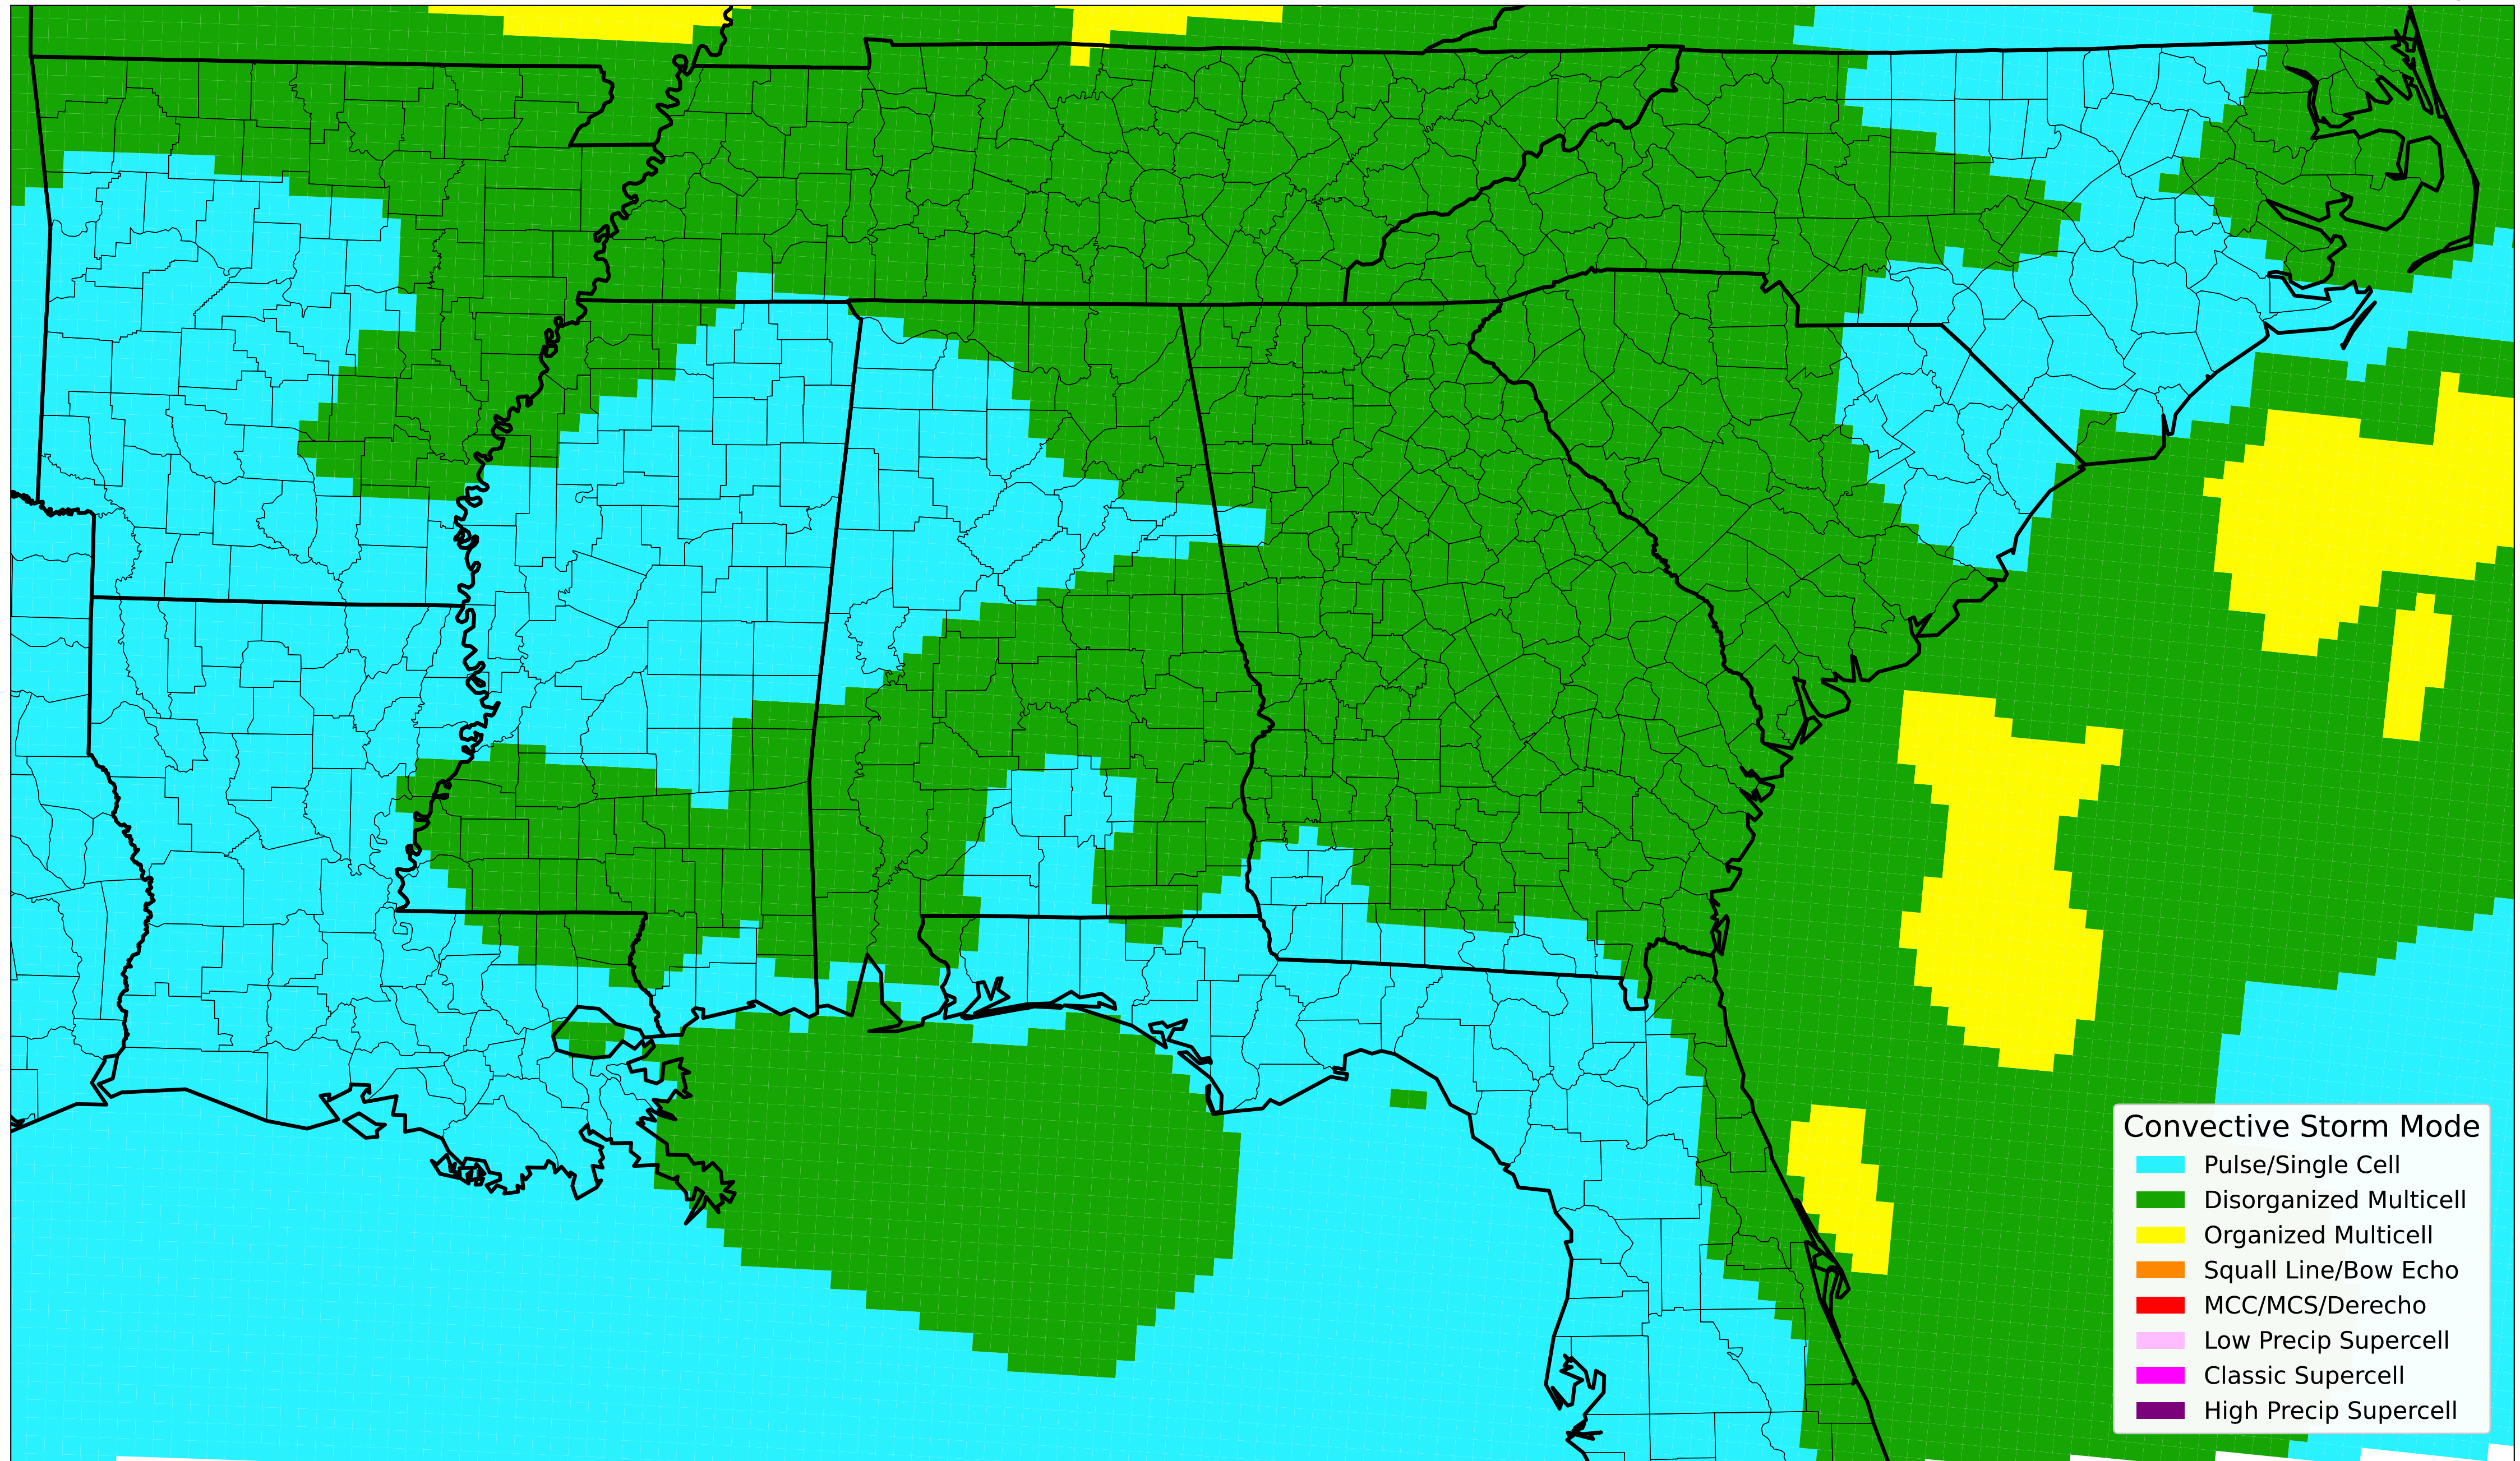 Convective Storm Mode
Pulse/Single Cell
Disorganized Multicell
Organized Multicell
Squall Line/Bow Echo
MCC/MCS/Derecho
Low Precip Supercell
Classic Supercell
High Precip Supercell